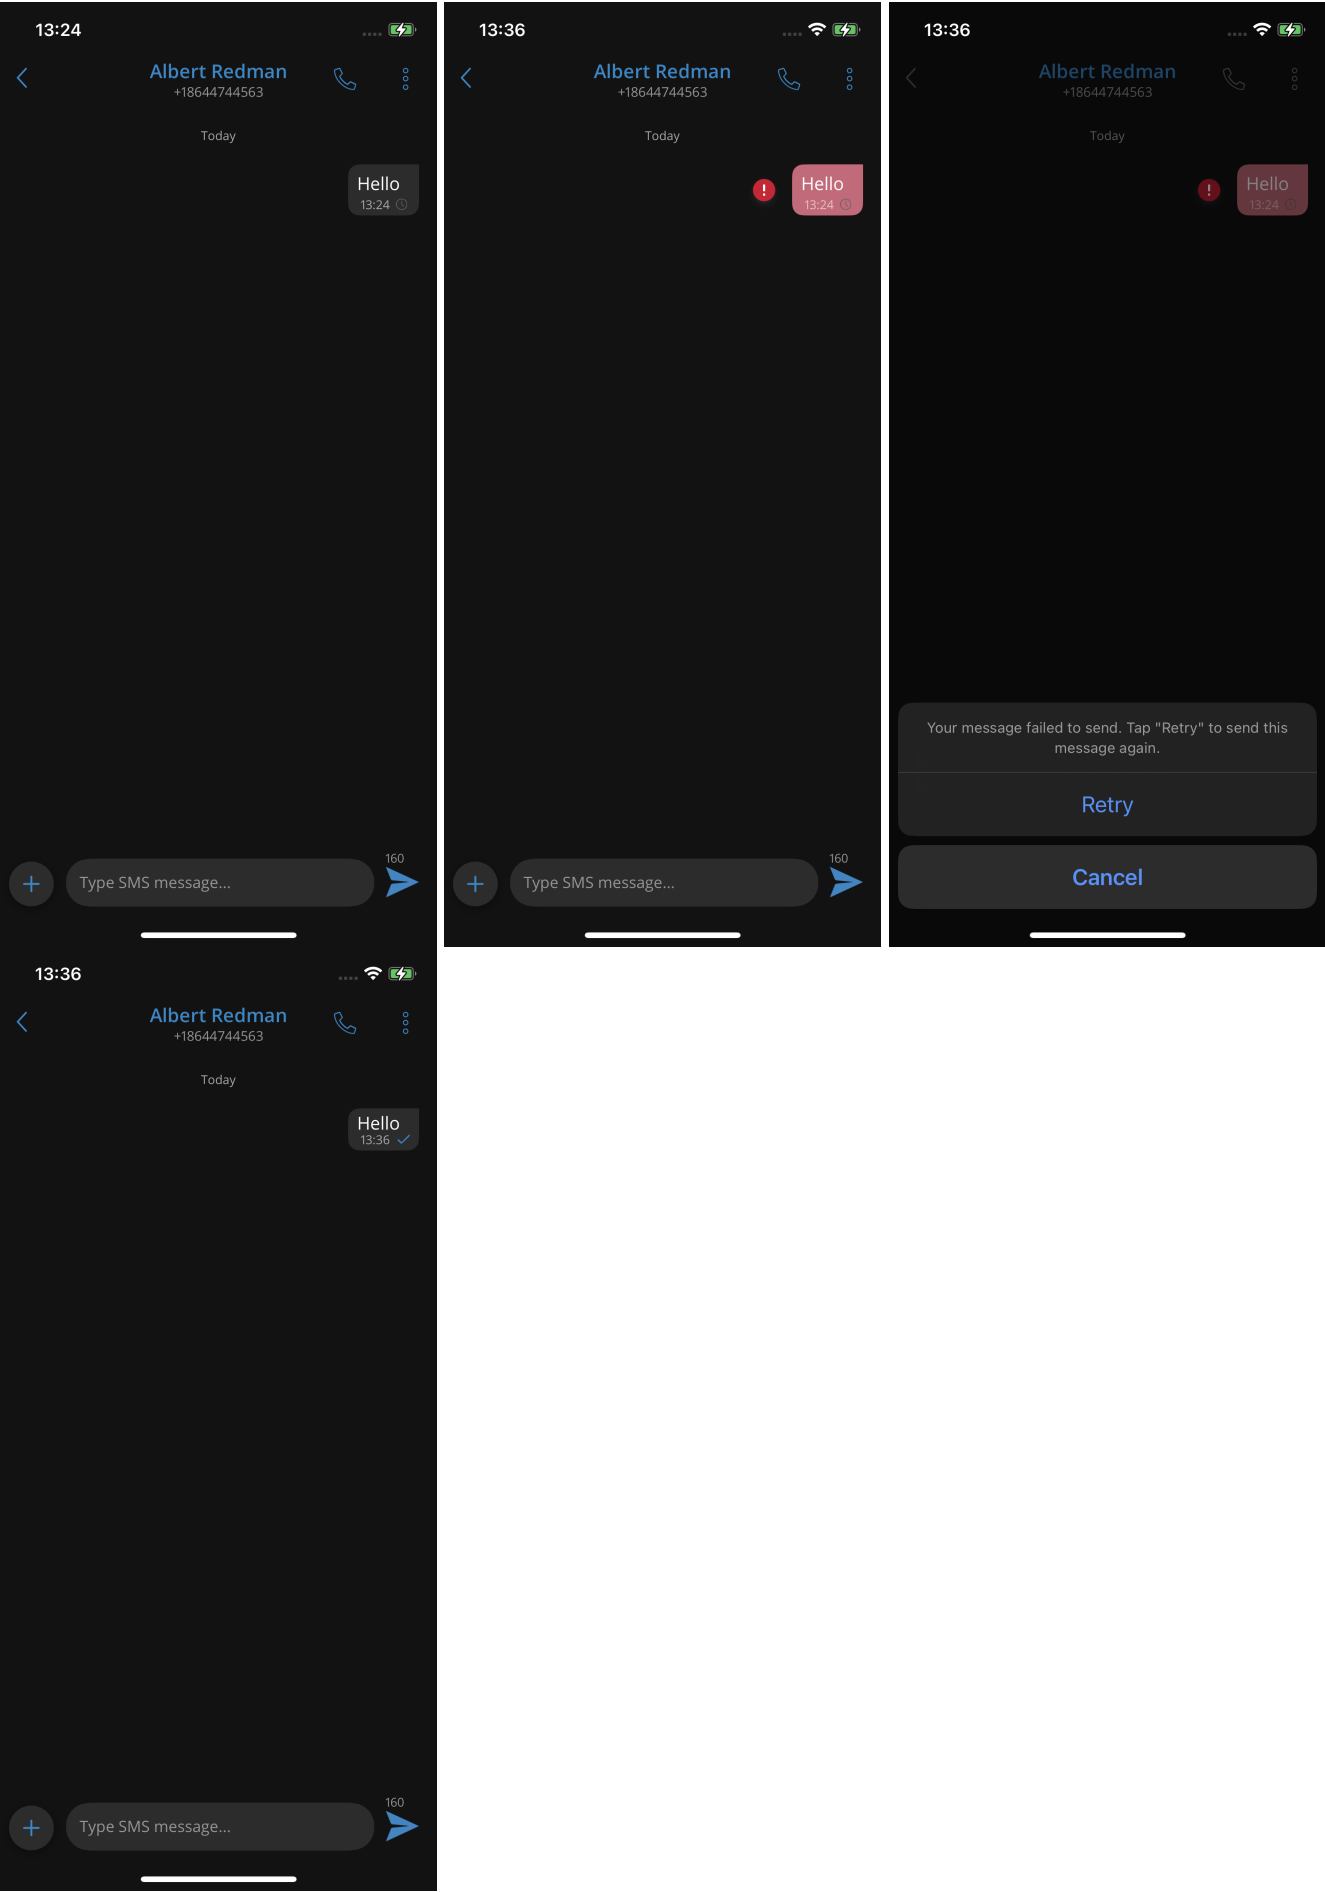 13:24
Albert Redman
+18644744563
Today
Hello
13:24
160
Type SMS message...
13:36
Albert Redman
+18644744563
Today
Hello
13:24
160
Type SMS message...
13:36
Albert Redman
+18644744563
Today
Hello
13:24
Your message failed to send. Tap "Retry" to send this
message again.
Retry
Cancel
13:36
Albert Redman
+18644744563
Today
Hello
13:36
160
Type SMS message...